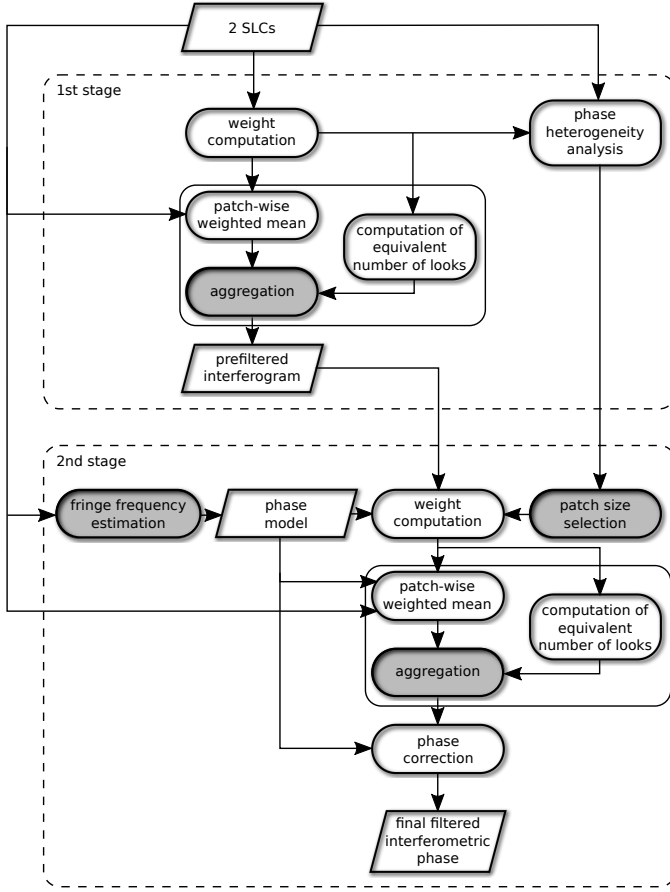 2 SLCs
1st stage
weight
computation
phase
heterogeneity
analysis
patch-wise
weighted mean
computation of
equivalent
number of looks
aggregation
prefiltered
interferogram
2nd stage
fringe frequency
estimation
phase
model
weight
computation
patch size
selection
patch-wise
weighted mean
computation of
equivalent
number of looks
aggregation
phase
correction
final filtered
interferometric
phase